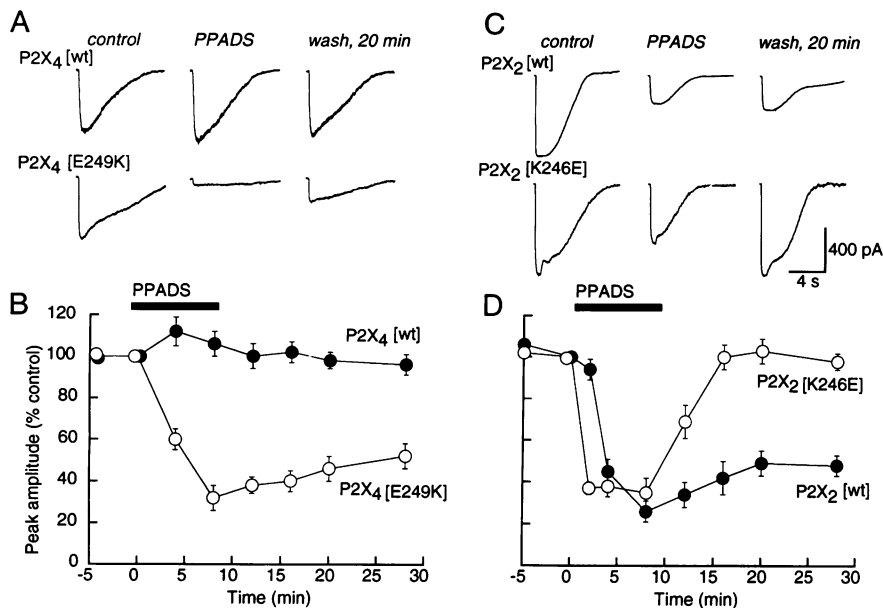 A
control PPADS wash, 20 min
P2X4 [wt]
P2X4 [E249K]
C
control PPADS wash, 20 min
P2X2 [wt]
P2X2 [K246E]
400 pA
4 s
B
PPADS
120
100
80
60
40
20
0
Peak amplitude (% control)
P2X4 [wt]
P2X4 [E249K]
-5 0 5 10 15 20 25 30
Time (min)
D
PPADS
P2X2 [K246E]
P2X2 [wt]
-5 0 5 10 15 20 25 30
Time (min)